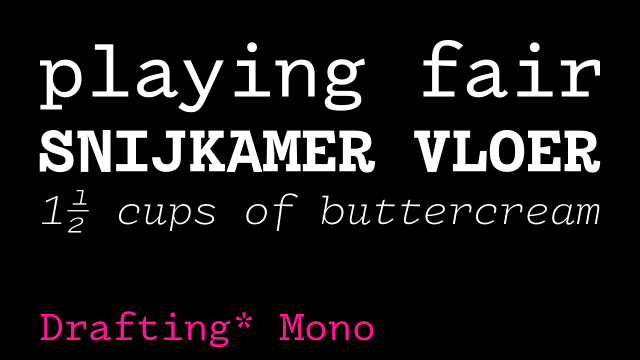 playing fair
SNIJKAMER VLOER
1½ cups of buttercream
Drafting* Mono